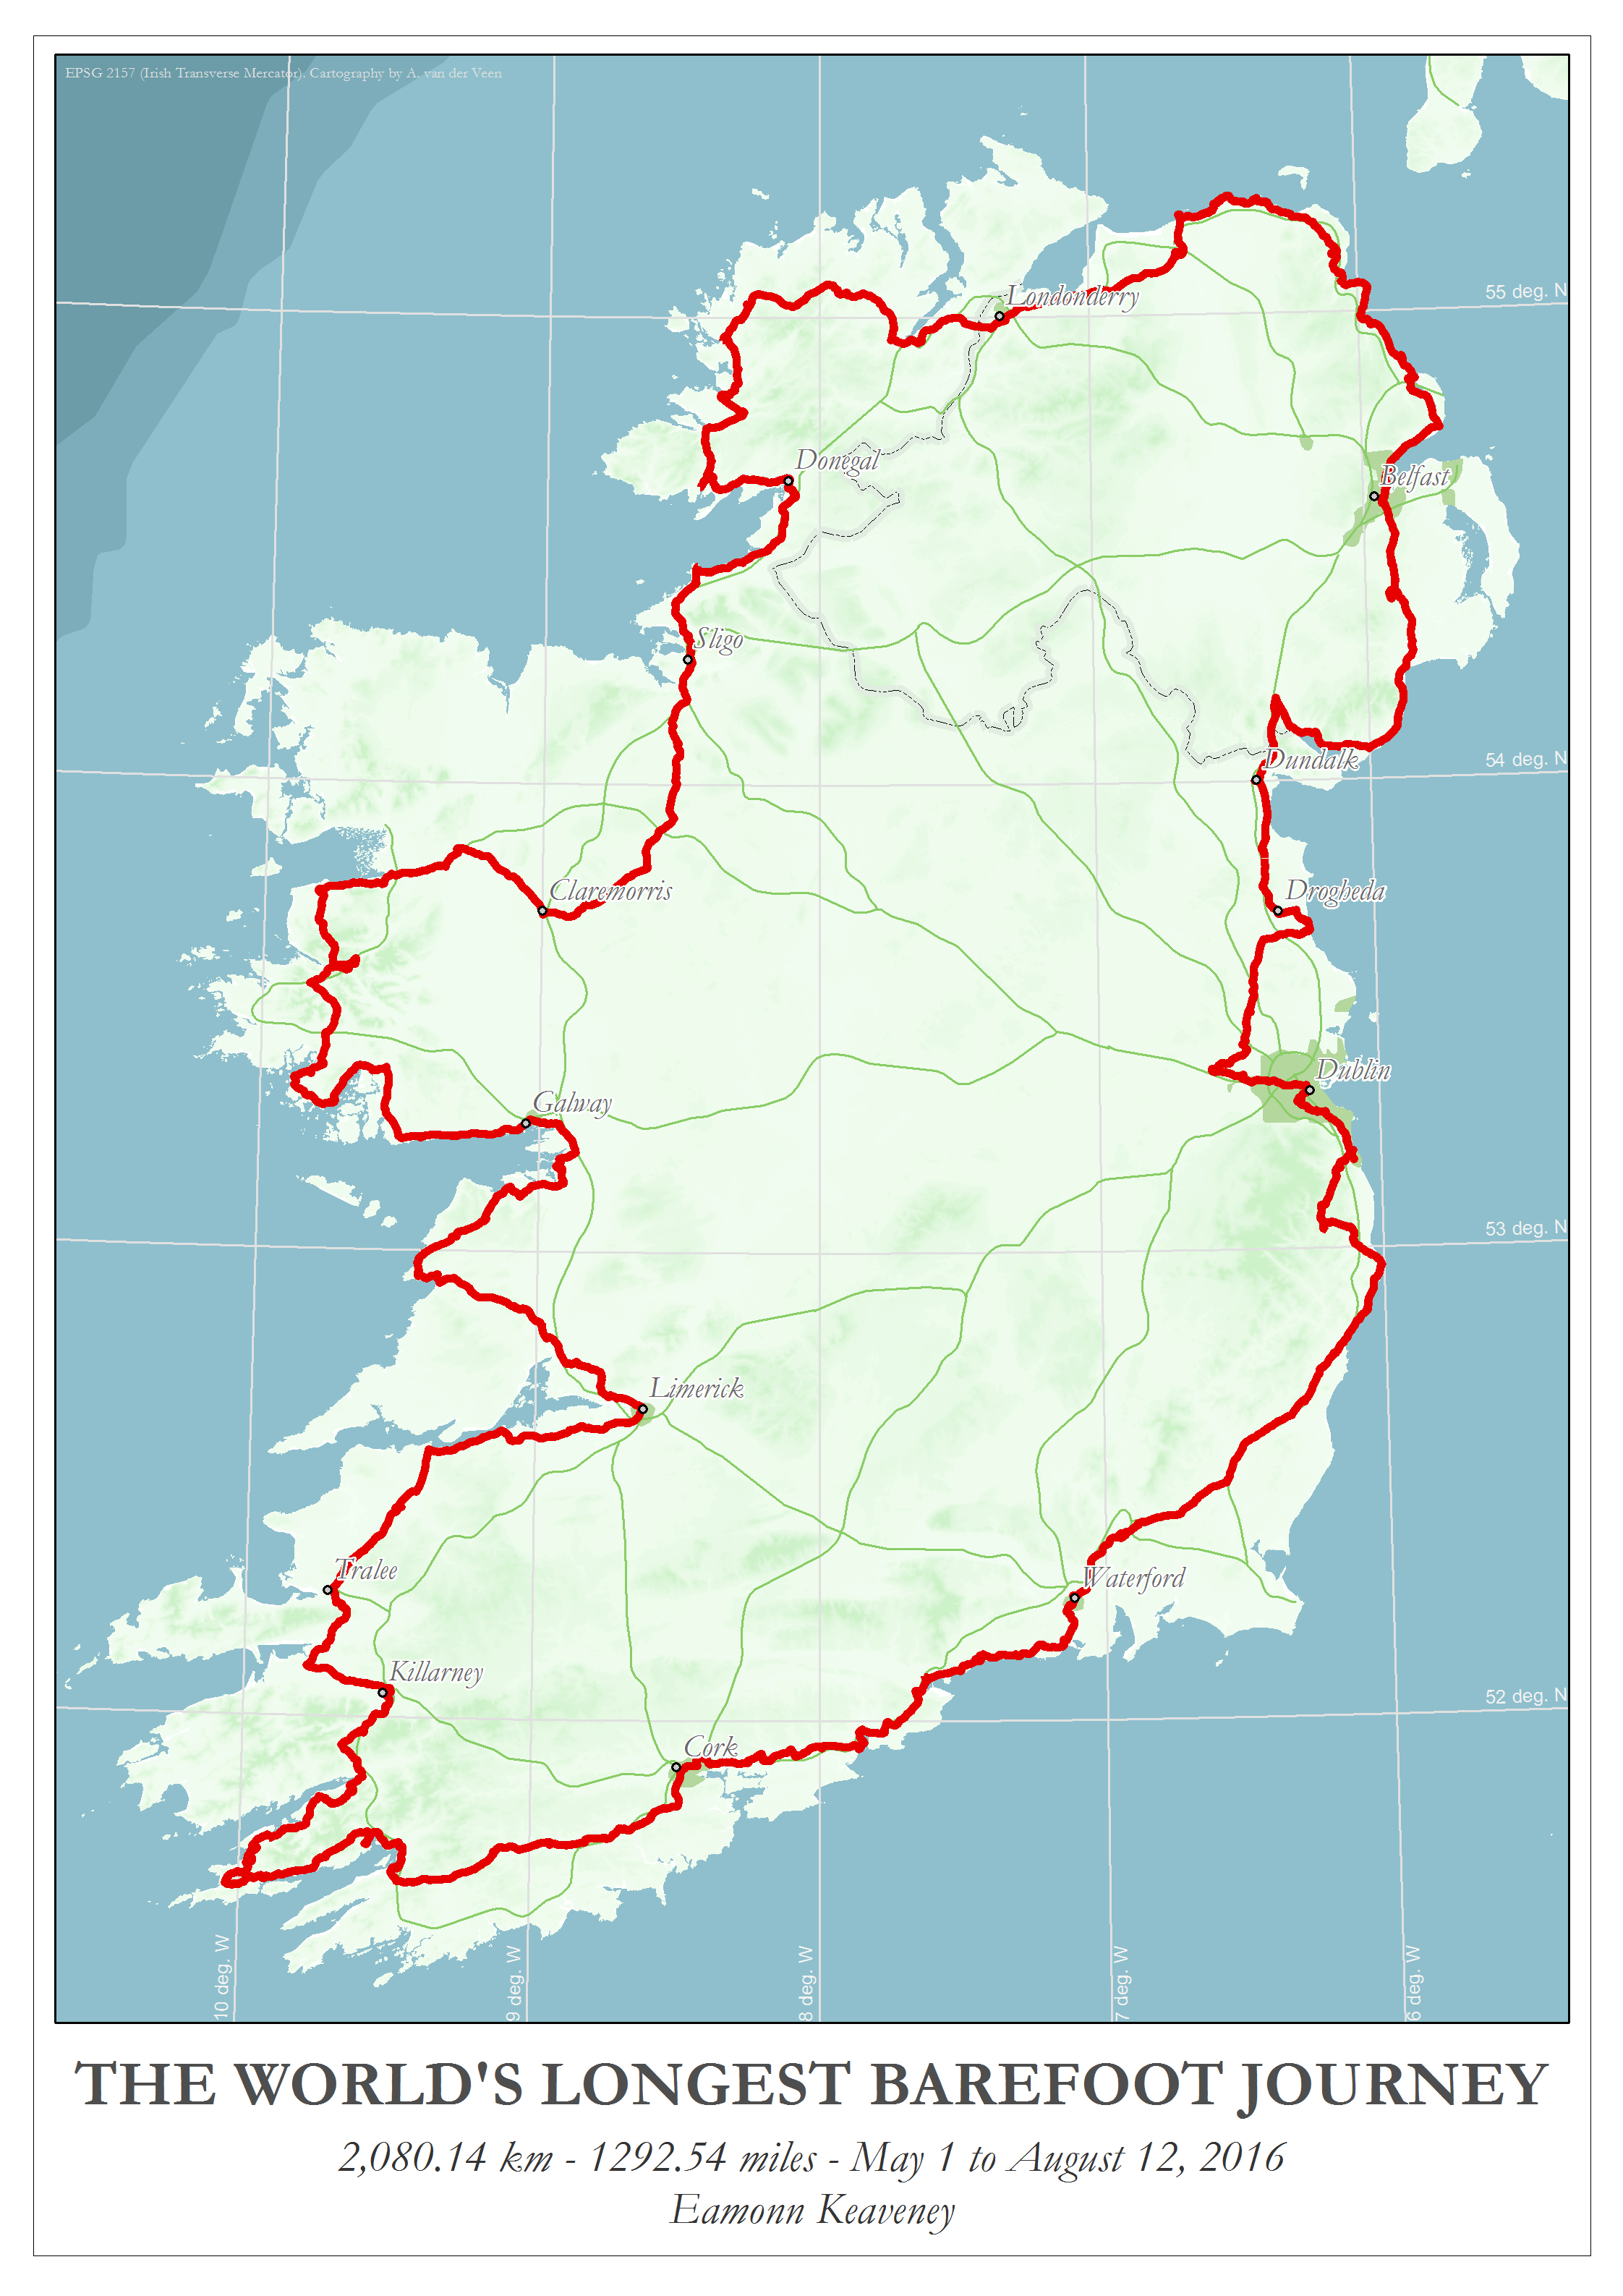 EPSG 2157 (Irish Transverse Mercator). Cartography by A. van der Veen
55 deg. N
Londonderry
Donegal
Belfast
Sligo
54 deg. N
Dundalk
Claremorris
Drogheda
Dublin
Galway
53 deg. N
Limerick
Tralee
Waterford
Killarney
52 deg. N
Cork
10 deg. W
9 deg. W
8 deg. W
7 deg. W
6 deg. W
THE WORLD'S LONGEST BAREFOOT JOURNEY
2,080.14 km - 1292.54 miles - May 1 to August 12, 2016
Eamonn Keaveney